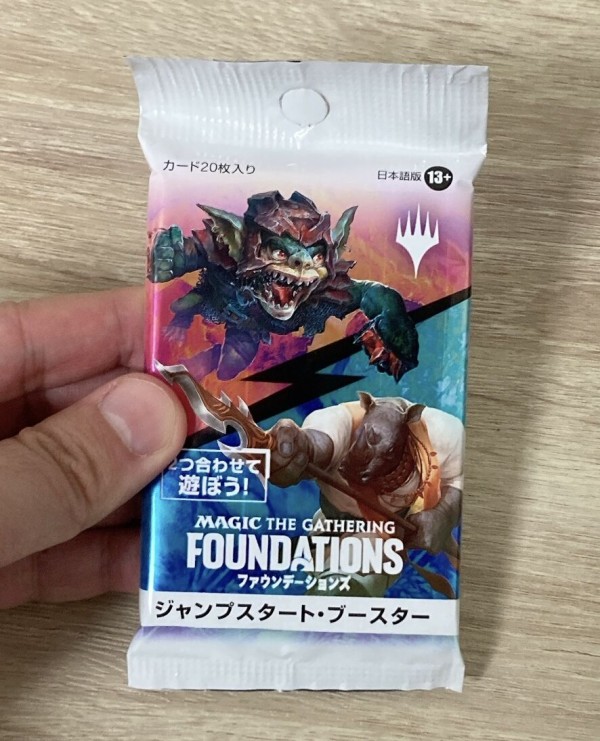 カード20枚入り
日本語版 13+
つ合わせて
遊ぼう!
MAGIC THE GATHERING
FOUNDATIONS
ファウンデーションズ
ジャンプスタート・ブースター